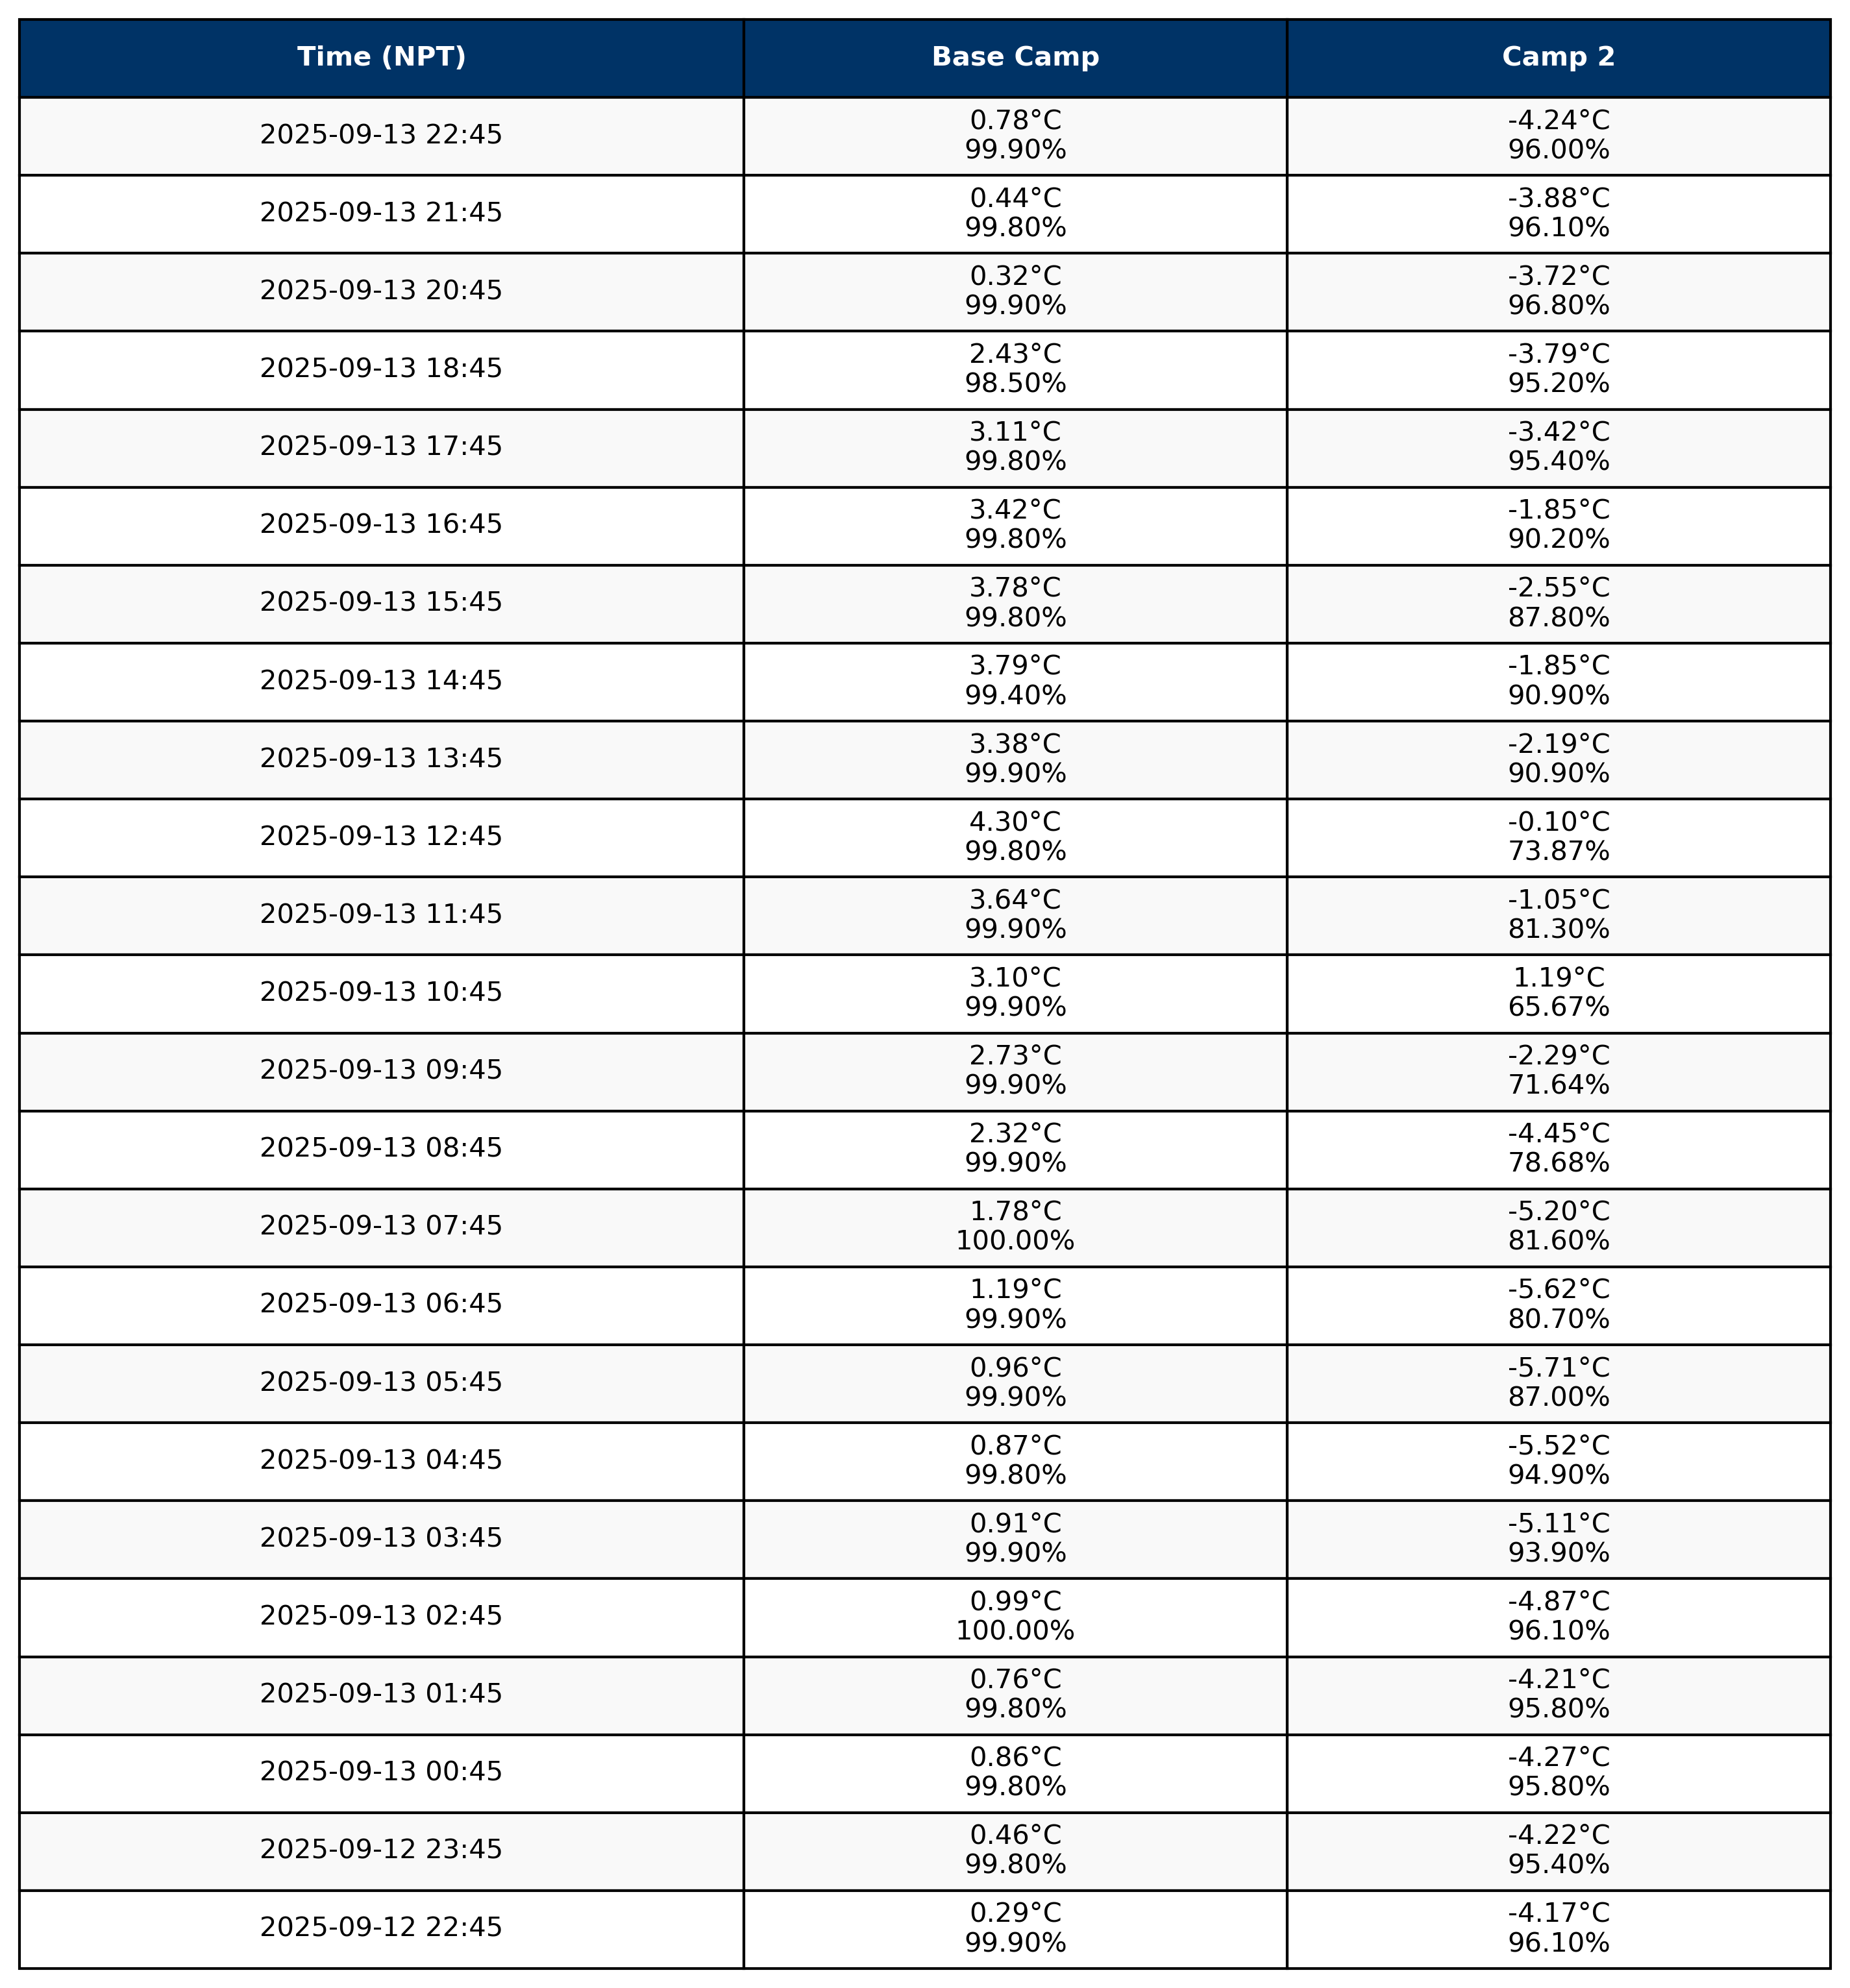 Time (NPT) Base Camp Camp 2
2025-09-13 22:45 0.78°C -4.24°C
99.90% 96.00%
2025-09-13 21:45 0.44°C -3.88°C
99.80% 96.10%
2025-09-13 20:45 0.32°C -3.72°C
99.90% 96.80%
2025-09-13 18:45 2.43°C -3.79°C
98.50% 95.20%
2025-09-13 17:45 3.11°C -3.42°C
99.80% 95.40%
2025-09-13 16:45 3.42°C -1.85°C
99.80% 90.20%
2025-09-13 15:45 3.78°C -2.55°C
99.80% 87.80%
2025-09-13 14:45 3.79°C -1.85°C
99.40% 90.90%
2025-09-13 13:45 3.38°C -2.19°C
99.90% 90.90%
2025-09-13 12:45 4.30°C -0.10°C
99.80% 73.87%
2025-09-13 11:45 3.64°C -1.05°C
99.90% 81.30%
2025-09-13 10:45 3.10°C 1.19°C
99.90% 65.67%
2025-09-13 09:45 2.73°C -2.29°C
99.90% 71.64%
2025-09-13 08:45 2.32°C -4.45°C
99.90% 78.68%
2025-09-13 07:45 1.78°C -5.20°C
100.00% 81.60%
2025-09-13 06:45 1.19°C -5.62°C
99.90% 80.70%
2025-09-13 05:45 0.96°C -5.71°C
99.90% 87.00%
2025-09-13 04:45 0.87°C -5.52°C
99.80% 94.90%
2025-09-13 03:45 0.91°C -5.11°C
99.90% 93.90%
2025-09-13 02:45 0.99°C -4.87°C
100.00% 96.10%
2025-09-13 01:45 0.76°C -4.21°C
99.80% 95.80%
2025-09-13 00:45 0.86°C -4.27°C
99.80% 95.80%
2025-09-12 23:45 0.46°C -4.22°C
99.80% 95.40%
2025-09-12 22:45 0.29°C -4.17°C
99.90% 96.10%